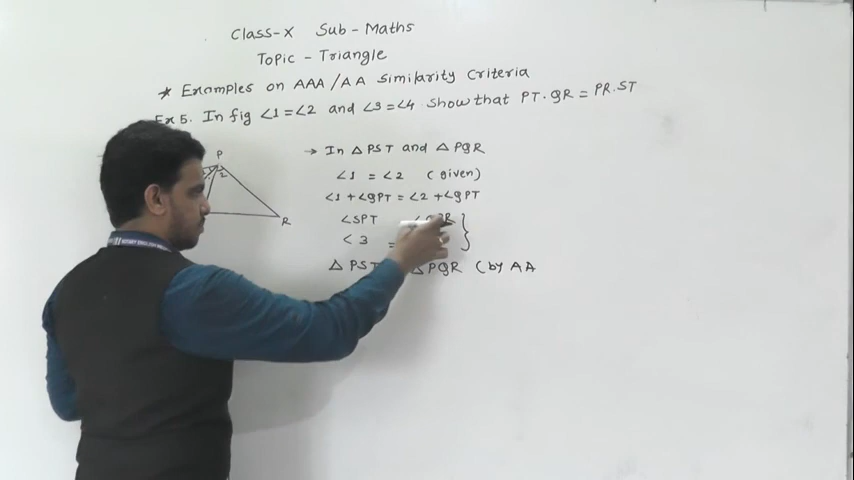 Class-X Sub-Maths
Topic - Triangle
* Examples on AAA/AA similarity Criteria
Ex 5. In fig ∠1=∠2 and ∠3=∠4 Show that PT.QR = PR.ST
P
2
R
→ In △ PST and △ PQR
∠1 = ∠2 (given)
∠1 + ∠QPT = ∠2 + ∠QPT
∠SPT
∠3 =
△ PST △ PQR (by AA